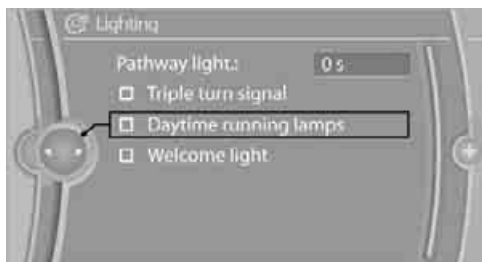 Lighting
Pathway light.: 0 s
Triple turn signal
Daytime running lamps
Welcome light